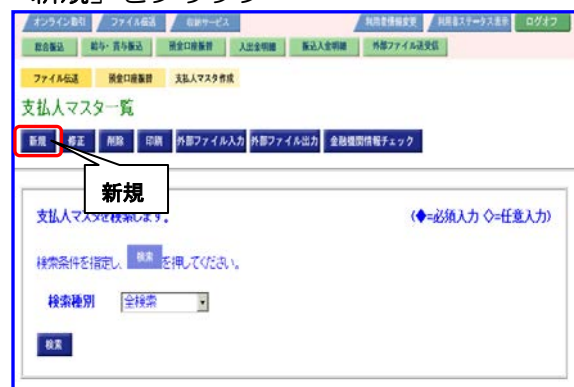 「新規」をクリック
オンライン取引 ファイル伝送 収納サービス 利用者情報変更 利用者ステータス表示 ログオフ
総合振込 給与・賞与振込 預金口座振替 入出金明細 振込入金明細 外部ファイル送受信
ファイル伝送 預金口座振替 支払人マスタ作成
支払人マスタ一覧
新規 修正 削除 印刷 外部ファイル入力 外部ファイル出力 金融機関情報チェック
新規
支払人マスタを検索します。 (◆=必須入力 ◇=任意入力)
検索条件を指定し、 検索 を押してください。
検索種別 全検索
検索